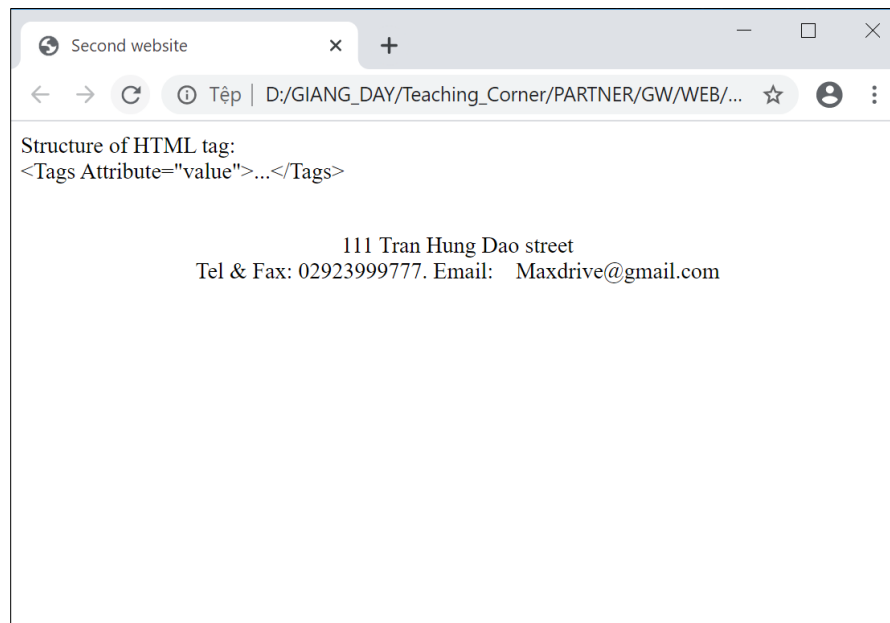 Second website
Tệp | D:/GIANG_DAY/Teaching_Corner/PARTNER/GW/WEB/...
Structure of HTML tag:
<Tags Attribute="value">...</Tags>
111 Tran Hung Dao street
Tel & Fax: 02923999777. Email:    Maxdrive@gmail.com